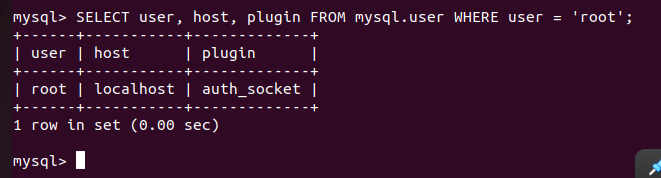 mysql> SELECT user, host, plugin FROM mysql.user WHERE user = 'root';
+------+-----------+-------------+
| user | host      | plugin      |
+------+-----------+-------------+
| root | localhost | auth_socket |
+------+-----------+-------------+
1 row in set (0.00 sec)
mysql>